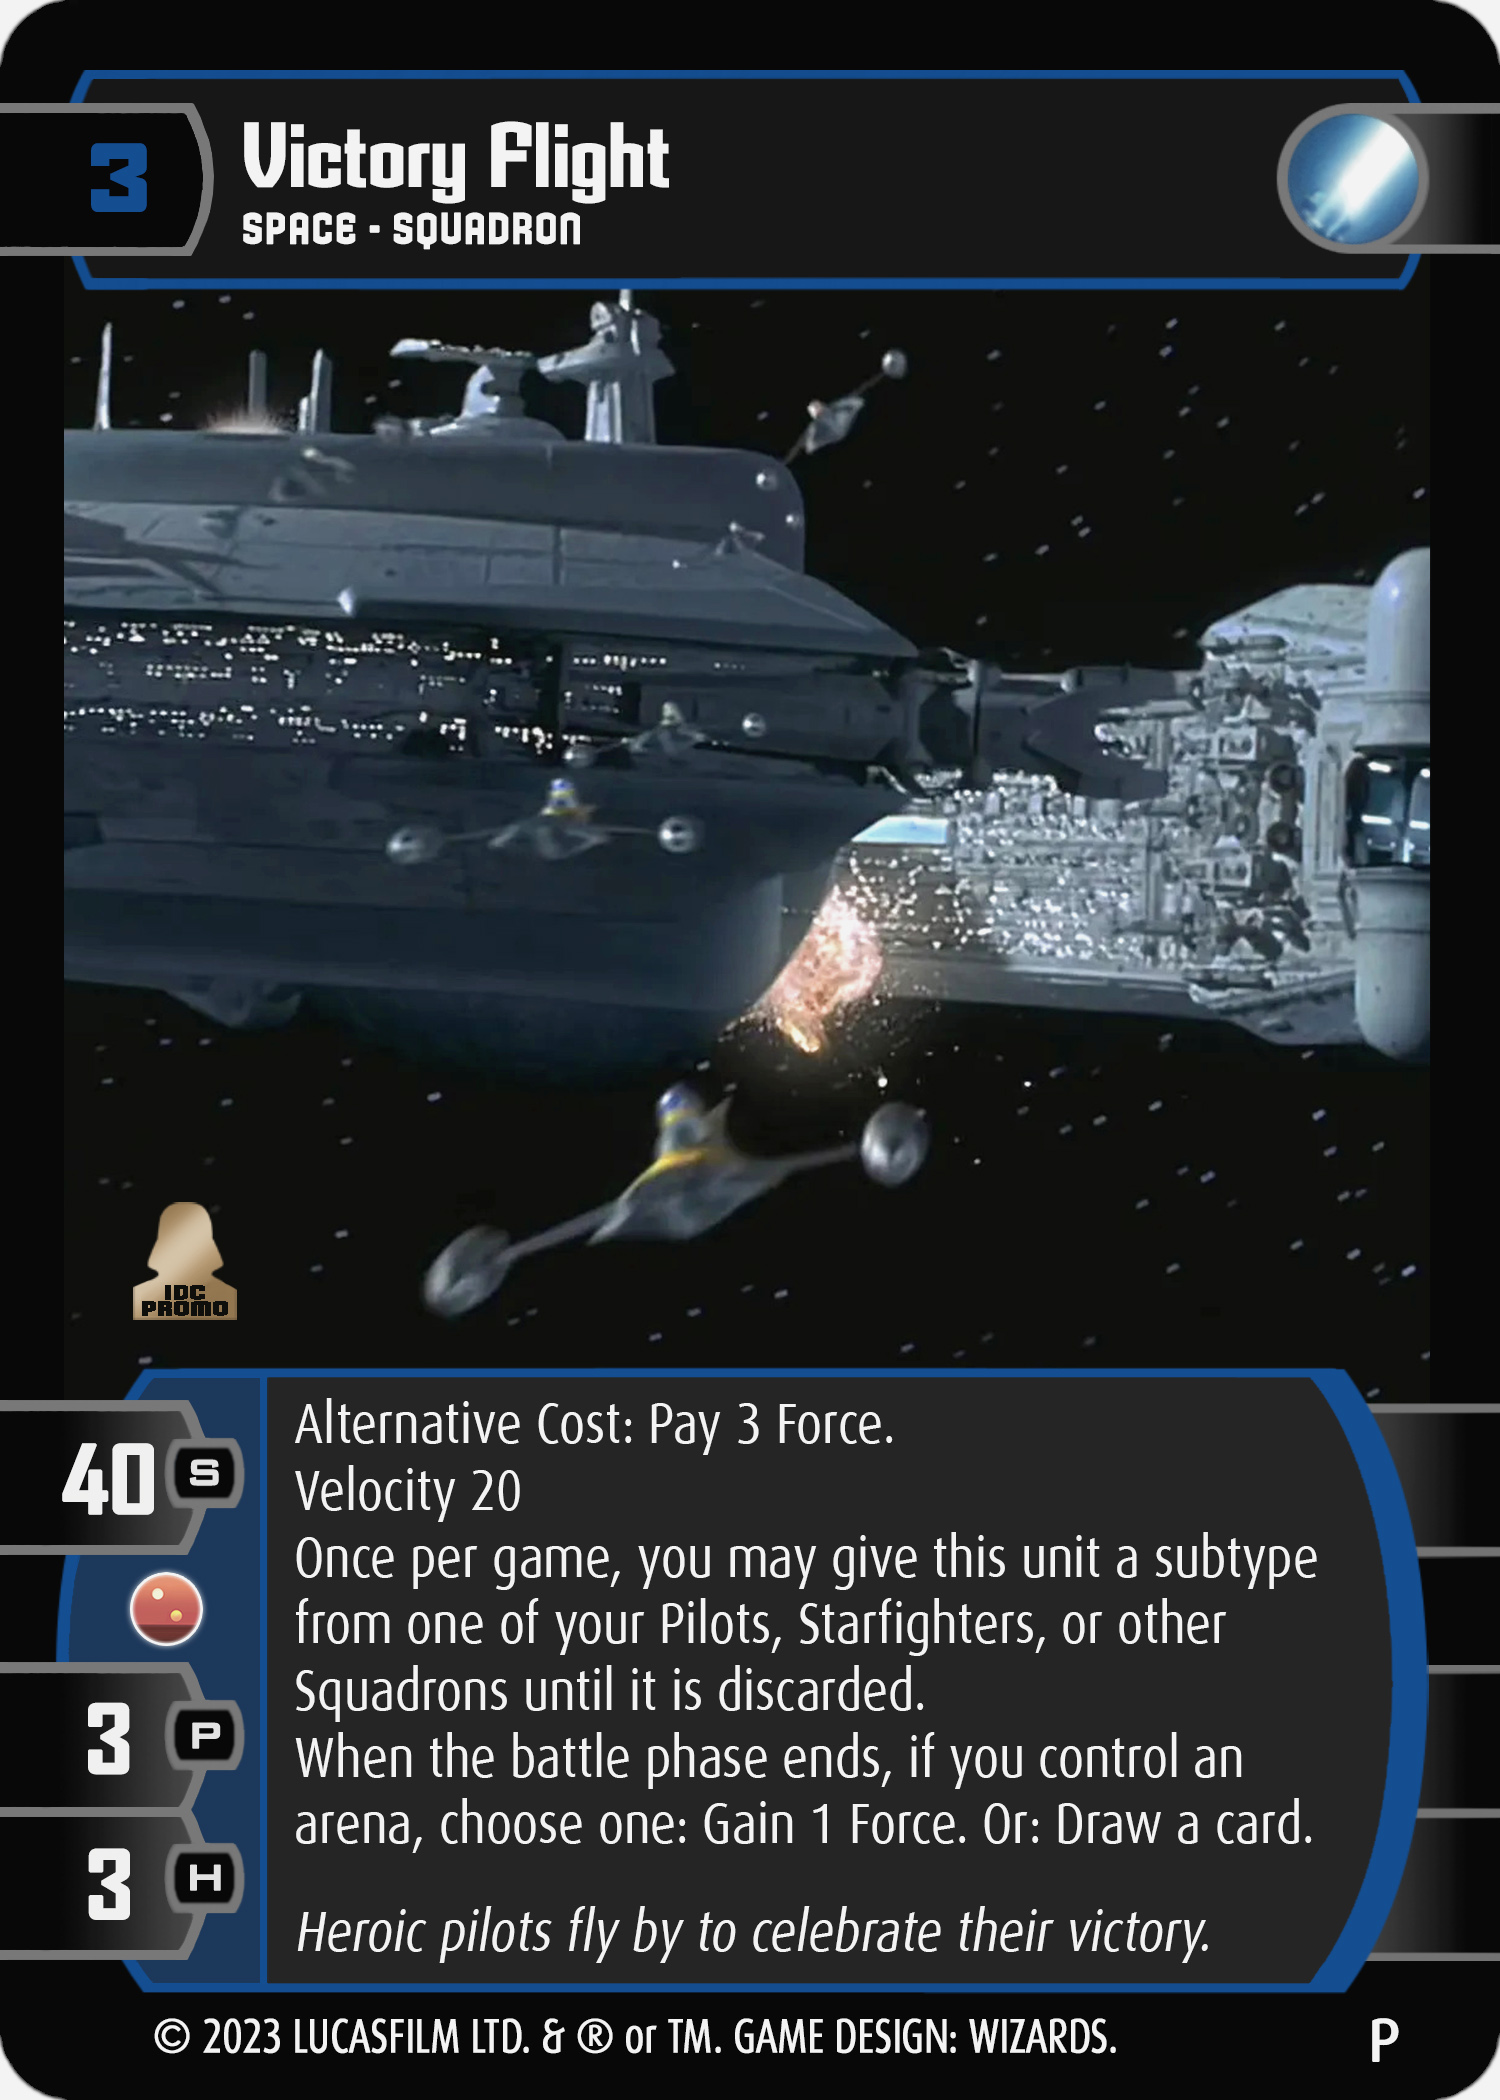 3
Victory Flight
SPACE - SQUADRON
IDC
PROMO
40 S
3 P
3 H
Alternative Cost: Pay 3 Force.
Velocity 20
Once per game, you may give this unit a subtype
from one of your Pilots, Starfighters, or other
Squadrons until it is discarded.
When the battle phase ends, if you control an
arena, choose one: Gain 1 Force. Or: Draw a card.
Heroic pilots fly by to celebrate their victory.
© 2023 LUCASFILM LTD. & ® or TM. GAME DESIGN: WIZARDS.
P